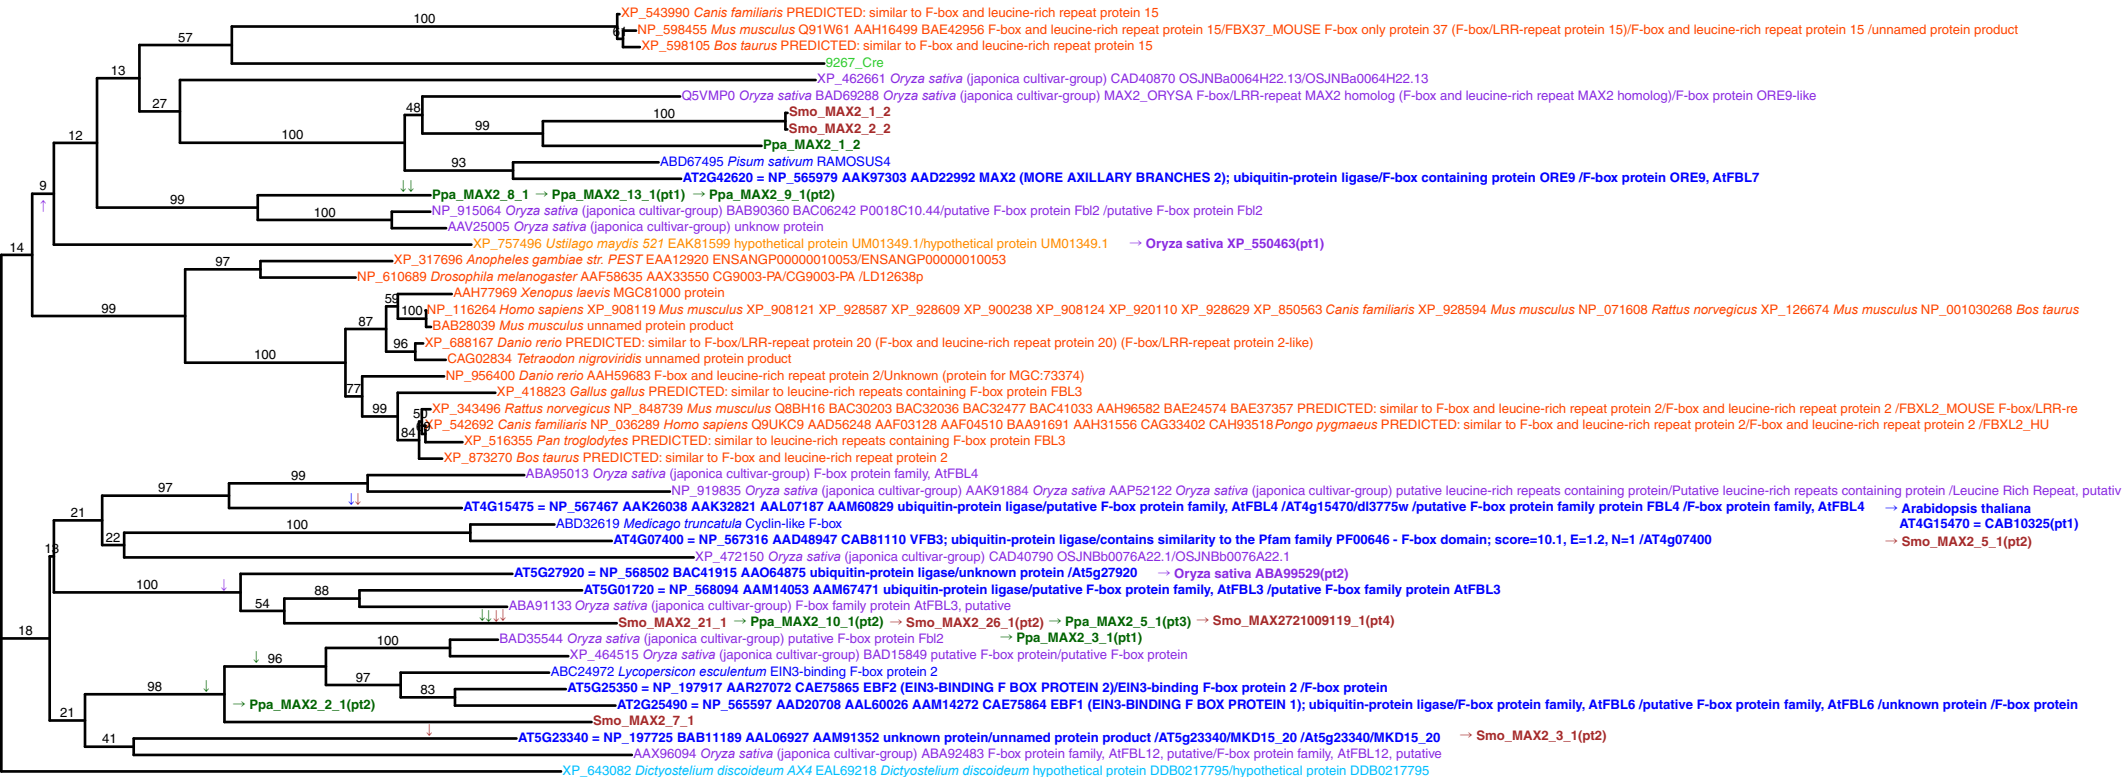 XP_543990 Canis familiaris PREDICTED: similar to F-box and leucine-rich repeat protein 15
100
NP_598455 Mus musculus Q91W61 AAH16499 BAE42956 F-box and leucine-rich repeat protein 15/FBX37_MOUSE F-box only protein 37 (F-box/LRR-repeat protein 15)/F-box and leucine-rich repeat protein 15 /unnamed protein product
57
XP_598105 Bos taurus PREDICTED: similar to F-box and leucine-rich repeat protein 15
9267_Cre
13
XP_462661 Oryza sativa (japonica cultivar-group) CAD40870 OSJNBa0064H22.13/OSJNBa0064H22.13
Q5VMP0 Oryza sativa BAD69288 Oryza sativa (japonica cultivar-group) MAX2_ORYSA F-box/LRR-repeat MAX2 homolog (F-box and leucine-rich repeat MAX2 homolog)/F-box protein ORE9-like
27
48
100 Smo_MAX2_1_2
99 Smo_MAX2_2_2
12 100
Ppa_MAX2_1_2
93 ABD67495 Pisum sativum RAMOSUS4
AT2G42620 = NP_565979 AAK97303 AAD22992 MAX2 (MORE AXILLARY BRANCHES 2); ubiquitin-protein ligase/F-box containing protein ORE9 /F-box protein ORE9, AtFBL7
9 ↓↓
Ppa_MAX2_8_1 → Ppa_MAX2_13_1(pt1) → Ppa_MAX2_9_1(pt2)
↑ 99
100 NP_915064 Oryza sativa (japonica cultivar-group) BAB90360 BAC06242 P0018C10.44/putative F-box protein Fbl2 /putative F-box protein Fbl2
AAV25005 Oryza sativa (japonica cultivar-group) unknow protein
14 XP_757496 Ustilago maydis 521 EAK81599 hypothetical protein UM01349.1/hypothetical protein UM01349.1 → Oryza sativa XP_550463(pt1)
97 XP_317696 Anopheles gambiae str. PEST EAA12920 ENSANGP00000010053/ENSANGP00000010053
NP_610689 Drosophila melanogaster AAF58635 AAX33550 CG9003-PA/CG9003-PA /LD12638p
59 AAH77969 Xenopus laevis MGC81000 protein
99 100 NP_116264 Homo sapiens XP_908119 Mus musculus XP_908121 XP_928587 XP_928609 XP_900238 XP_908124 XP_920110 XP_928629 XP_850563 Canis familiaris XP_928594 Mus musculus NP_071608 Rattus norvegicus XP_126674 Mus musculus NP_001030268 Bos taurus
87 BAB28039 Mus musculus unnamed protein product
96 XP_688167 Danio rerio PREDICTED: similar to F-box/LRR-repeat protein 20 (F-box and leucine-rich repeat protein 20) (F-box/LRR-repeat protein 2-like)
100 CAG02834 Tetraodon nigroviridis unnamed protein product
NP_956400 Danio rerio AAH59683 F-box and leucine-rich repeat protein 2/Unknown (protein for MGC:73374)
77 XP_418823 Gallus gallus PREDICTED: similar to leucine-rich repeats containing F-box protein FBL3
99 XP_343496 Rattus norvegicus NP_848739 Mus musculus Q8BH16 BAC30203 BAC32036 BAC32477 BAC41033 AAH96582 BAE24574 BAE37357 PREDICTED: similar to F-box and leucine-rich repeat protein 2/F-box and leucine-rich repeat protein 2 /FBXL2_MOUSE F-box/LRR-re
XP_542692 Canis familiaris NP_036289 Homo sapiens Q9UKC9 AAD56248 AAF03128 AAF04510 BAA91691 AAH31556 CAG33402 CAH93518 Pongo pygmaeus PREDICTED: similar to F-box and leucine-rich repeat protein 2/F-box and leucine-rich repeat protein 2 /FBXL2_HU
84 XP_516355 Pan troglodytes PREDICTED: similar to leucine-rich repeats containing F-box protein FBL3
XP_873270 Bos taurus PREDICTED: similar to F-box and leucine-rich repeat protein 2
99 ABA95013 Oryza sativa (japonica cultivar-group) F-box protein family, AtFBL4
97 NP_919835 Oryza sativa (japonica cultivar-group) AAK91884 Oryza sativa AAP52122 Oryza sativa (japonica cultivar-group) putative leucine-rich repeats containing protein/Putative leucine-rich repeats containing protein /Leucine Rich Repeat, putativ
↓↓ AT4G15475 = NP_567467 AAK26038 AAK32821 AAL07187 AAM60829 ubiquitin-protein ligase/putative F-box protein family, AtFBL4 /AT4g15470/dl3775w /putative F-box protein family protein FBL4 /F-box protein family, AtFBL4 → Arabidopsis thaliana
21 100 ABD32619 Medicago truncatula Cyclin-like F-box AT4G15470 = CAB10325(pt1)
22 AT4G07400 = NP_567316 AAD48947 CAB81110 VFB3; ubiquitin-protein ligase/contains similarity to the Pfam family PF00646 - F-box domain; score=10.1, E=1.2, N=1 /AT4g07400 → Smo_MAX2_5_1(pt2)
XP_472150 Oryza sativa (japonica cultivar-group) CAD40790 OSJNBb0076A22.1/OSJNBb0076A22.1
AT5G27920 = NP_568502 BAC41915 AAO64875 ubiquitin-protein ligase/unknown protein /At5g27920 → Oryza sativa ABA99529(pt2)
100 ↓ 88 AT5G01720 = NP_568094 AAM14053 AAM67471 ubiquitin-protein ligase/putative F-box protein family, AtFBL3 /putative F-box family protein AtFBL3
54 ABA91133 Oryza sativa (japonica cultivar-group) F-box family protein AtFBL3, putative
↓↓↓↓ Smo_MAX2_21_1 → Ppa_MAX2_10_1(pt2) → Smo_MAX2_26_1(pt2) → Ppa_MAX2_5_1(pt3) → Smo_MAX2721009119_1(pt4)
18 100 BAD35544 Oryza sativa (japonica cultivar-group) putative F-box protein Fbl2 → Ppa_MAX2_3_1(pt1)
↓ 96 XP_464515 Oryza sativa (japonica cultivar-group) BAD15849 putative F-box protein/putative F-box protein
97 ABC24972 Lycopersicon esculentum EIN3-binding F-box protein 2
98 ↓ 83 AT5G25350 = NP_197917 AAR27072 CAE75865 EBF2 (EIN3-BINDING F BOX PROTEIN 2)/EIN3-binding F-box protein 2 /F-box protein
→ Ppa_MAX2_2_1(pt2) AT2G25490 = NP_565597 AAD20708 AAL60026 AAM14272 CAE75864 EBF1 (EIN3-BINDING F BOX PROTEIN 1); ubiquitin-protein ligase/F-box protein family, AtFBL6 /putative F-box protein family, AtFBL6 /unknown protein /F-box protein
21 Smo_MAX2_7_1
41 ↓ AT5G23340 = NP_197725 BAB11189 AAL06927 AAM91352 unknown protein/unnamed protein product /AT5g23340/MKD15_20 /At5g23340/MKD15_20 → Smo_MAX2_3_1(pt2)
AAX96094 Oryza sativa (japonica cultivar-group) ABA92483 F-box protein family, AtFBL12, putative/F-box protein family, AtFBL12, putative
XP_643082 Dictyostelium discoideum AX4 EAL69218 Dictyostelium discoideum hypothetical protein DDB0217795/hypothetical protein DDB0217795